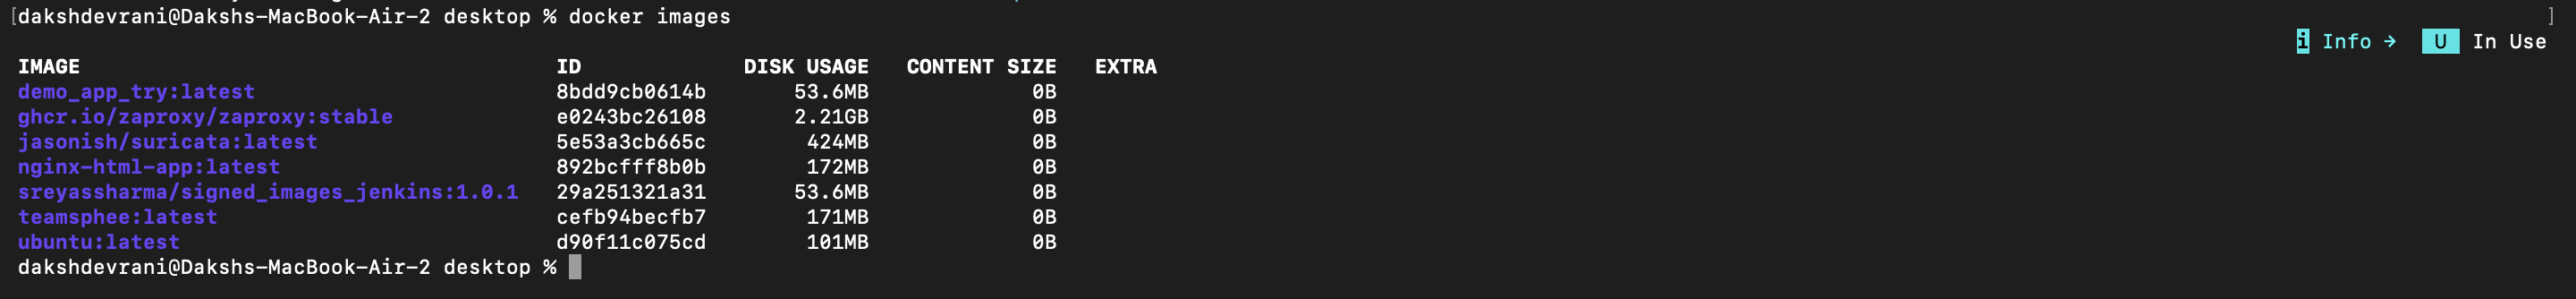 [dakshdevrani@Dakshs-MacBook-Air-2 desktop % docker images ]
i Info → U In Use
IMAGE ID DISK USAGE CONTENT SIZE EXTRA
demo_app_try:latest 8bdd9cb0614b 53.6MB 0B
ghcr.io/zaproxy/zaproxy:stable e0243bc26108 2.21GB 0B
jasonish/suricata:latest 5e53a3cb665c 424MB 0B
nginx-html-app:latest 892bcfff8b0b 172MB 0B
sreyassharma/signed_images_jenkins:1.0.1 29a251321a31 53.6MB 0B
teamsphee:latest cefb94becfb7 171MB 0B
ubuntu:latest d90f11c075cd 101MB 0B
dakshdevrani@Dakshs-MacBook-Air-2 desktop %